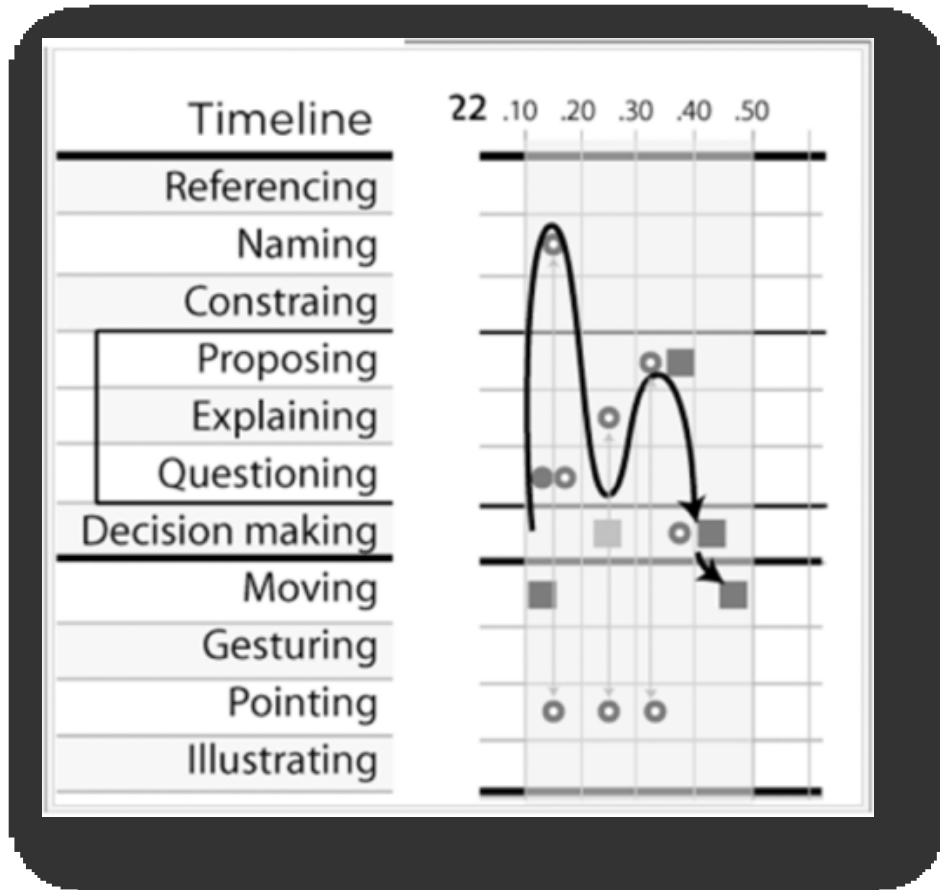 Timeline 22 .10 .20 .30 .40 .50
Referencing
Naming
Constraing
Proposing
Explaining
Questioning
Decision making
Moving
Gesturing
Pointing
Illustrating